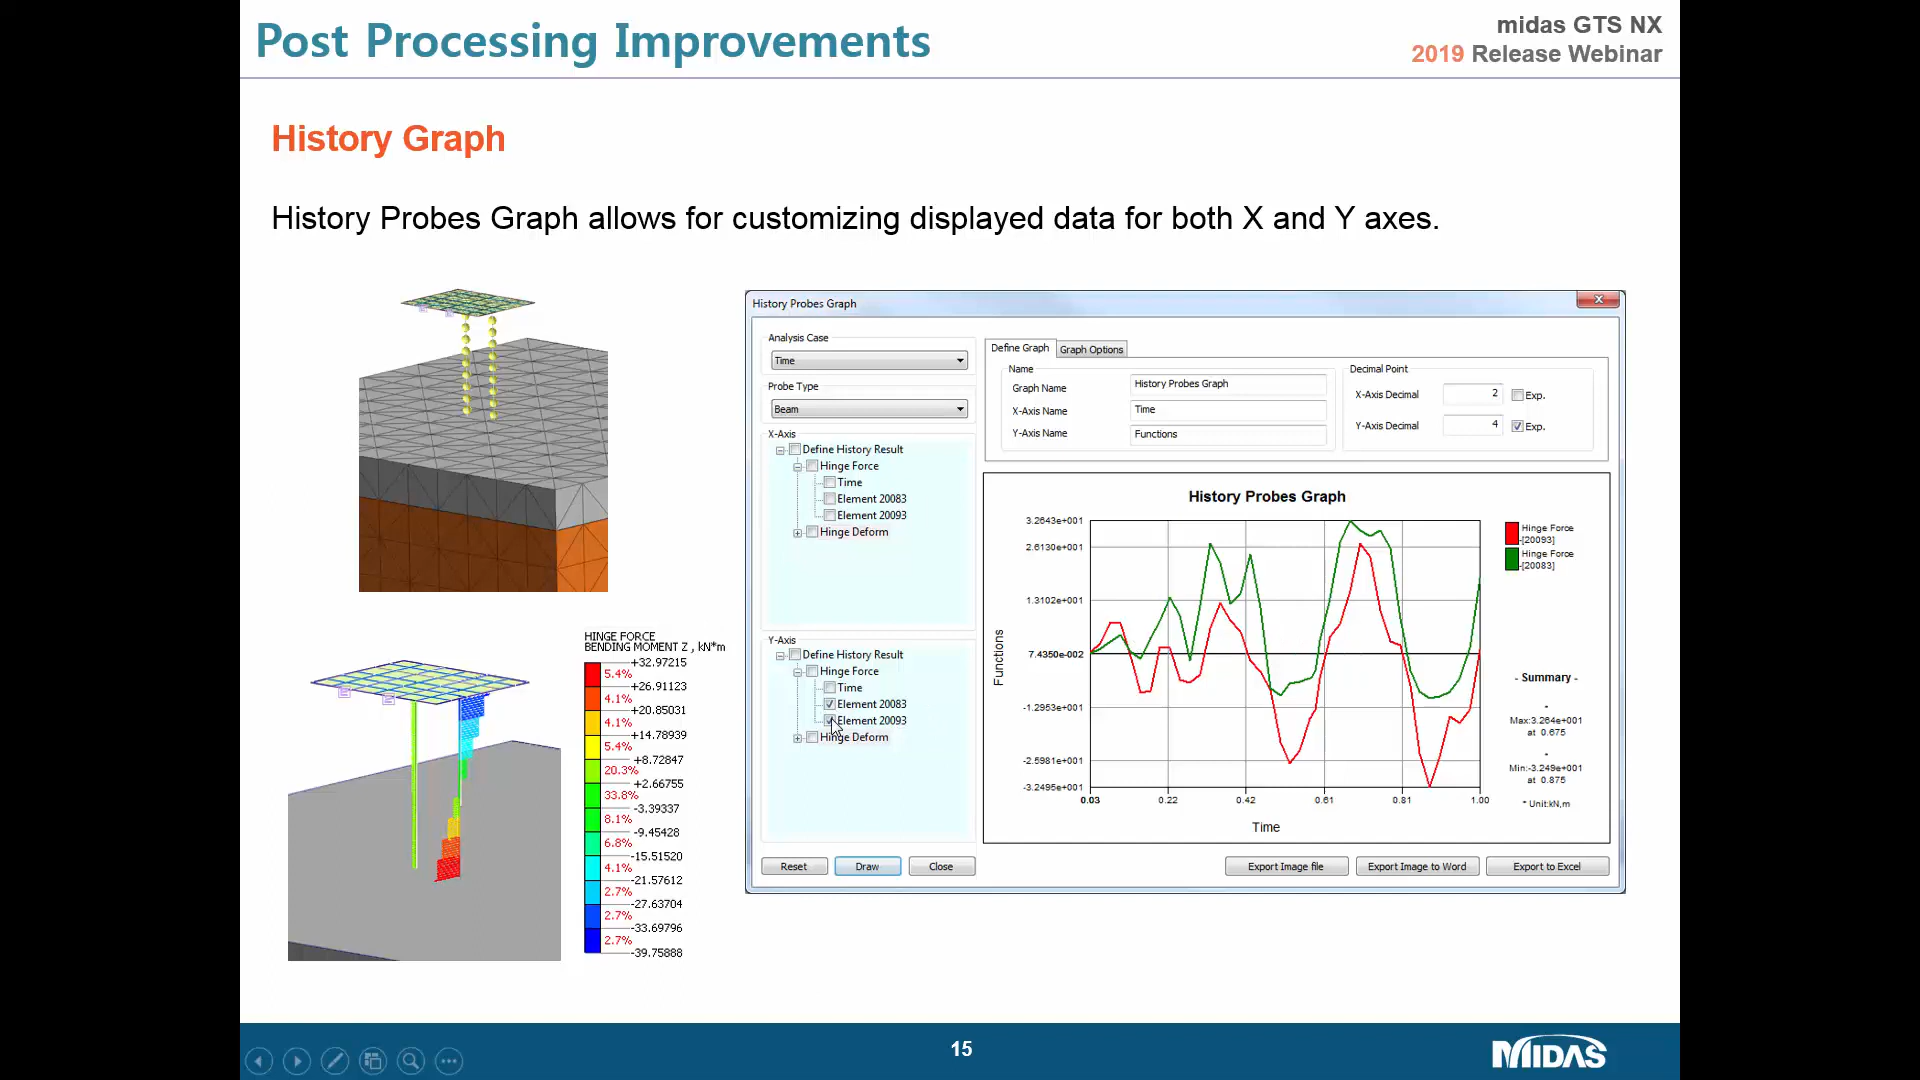 Post Processing Improvements
midas GTS NX
2019 Release Webinar
History Graph
History Probes Graph allows for customizing displayed data for both X and Y axes.
HINGE FORCE
BENDING MOMENT Z , kN*m
+32.97215
5.4%
+26.91123
4.1%
+20.85031
4.1%
+14.78939
5.4%
+8.72847
20.3%
+2.66755
33.8%
-3.39337
8.1%
-9.45428
6.8%
-15.51520
4.1%
-21.57612
2.7%
-27.63704
2.7%
-33.69796
2.7%
-39.75888
History Probes Graph
Analysis Case
Time
Probe Type
Beam
X-Axis
Define History Result
Hinge Force
Time
Element 20083
Element 20093
Hinge Deform
Y-Axis
Define History Result
Hinge Force
Time
Element 20083
Element 20093
Hinge Deform
Reset
Draw
Close
Define Graph
Graph Options
Name
Graph Name
History Probes Graph
X-Axis Name
Time
Y-Axis Name
Functions
Decimal Point
X-Axis Decimal
2
Exp.
Y-Axis Decimal
4
Exp.
History Probes Graph
3.2643e+001
2.6130e+001
1.3102e+001
7.4350e-002
-1.2953e+001
-2.5981e+001
-3.2495e+001
Functions
0.03
0.22
0.42
0.61
0.81
1.00
Time
Hinge Force
-[20093]
Hinge Force
-[20083]
- Summary -
-
Max:3.264e+001
at 0.675
-
Min:-3.249e+001
at 0.875
* Unit:kN,m
Export Image file
Export Image to Word
Export to Excel
15
MIDAS